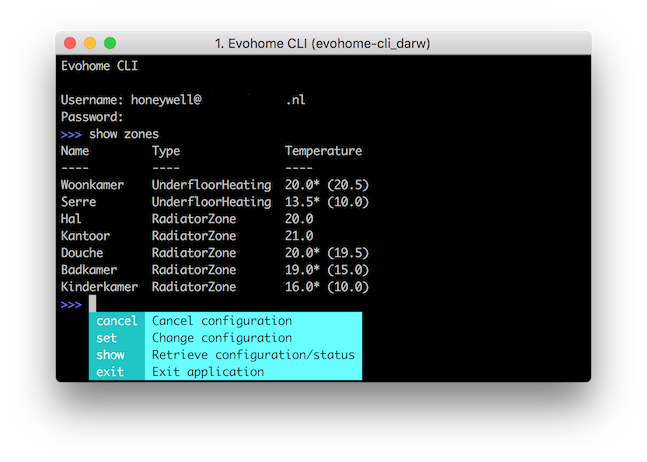 1. Evohome CLI (evohome-cli_darw)
Evohome CLI
Username: honeywell@ .nl
Password:
>>> show zones
Name Type Temperature
---- ---- ----
Woonkamer UnderfloorHeating 20.0* (20.5)
Serre UnderfloorHeating 13.5* (10.0)
Hal RadiatorZone 20.0
Kantoor RadiatorZone 21.0
Douche RadiatorZone 20.0* (19.5)
Badkamer RadiatorZone 19.0* (15.0)
Kinderkamer RadiatorZone 16.0* (10.0)
>>>
cancel Cancel configuration
set Change configuration
show Retrieve configuration/status
exit Exit application